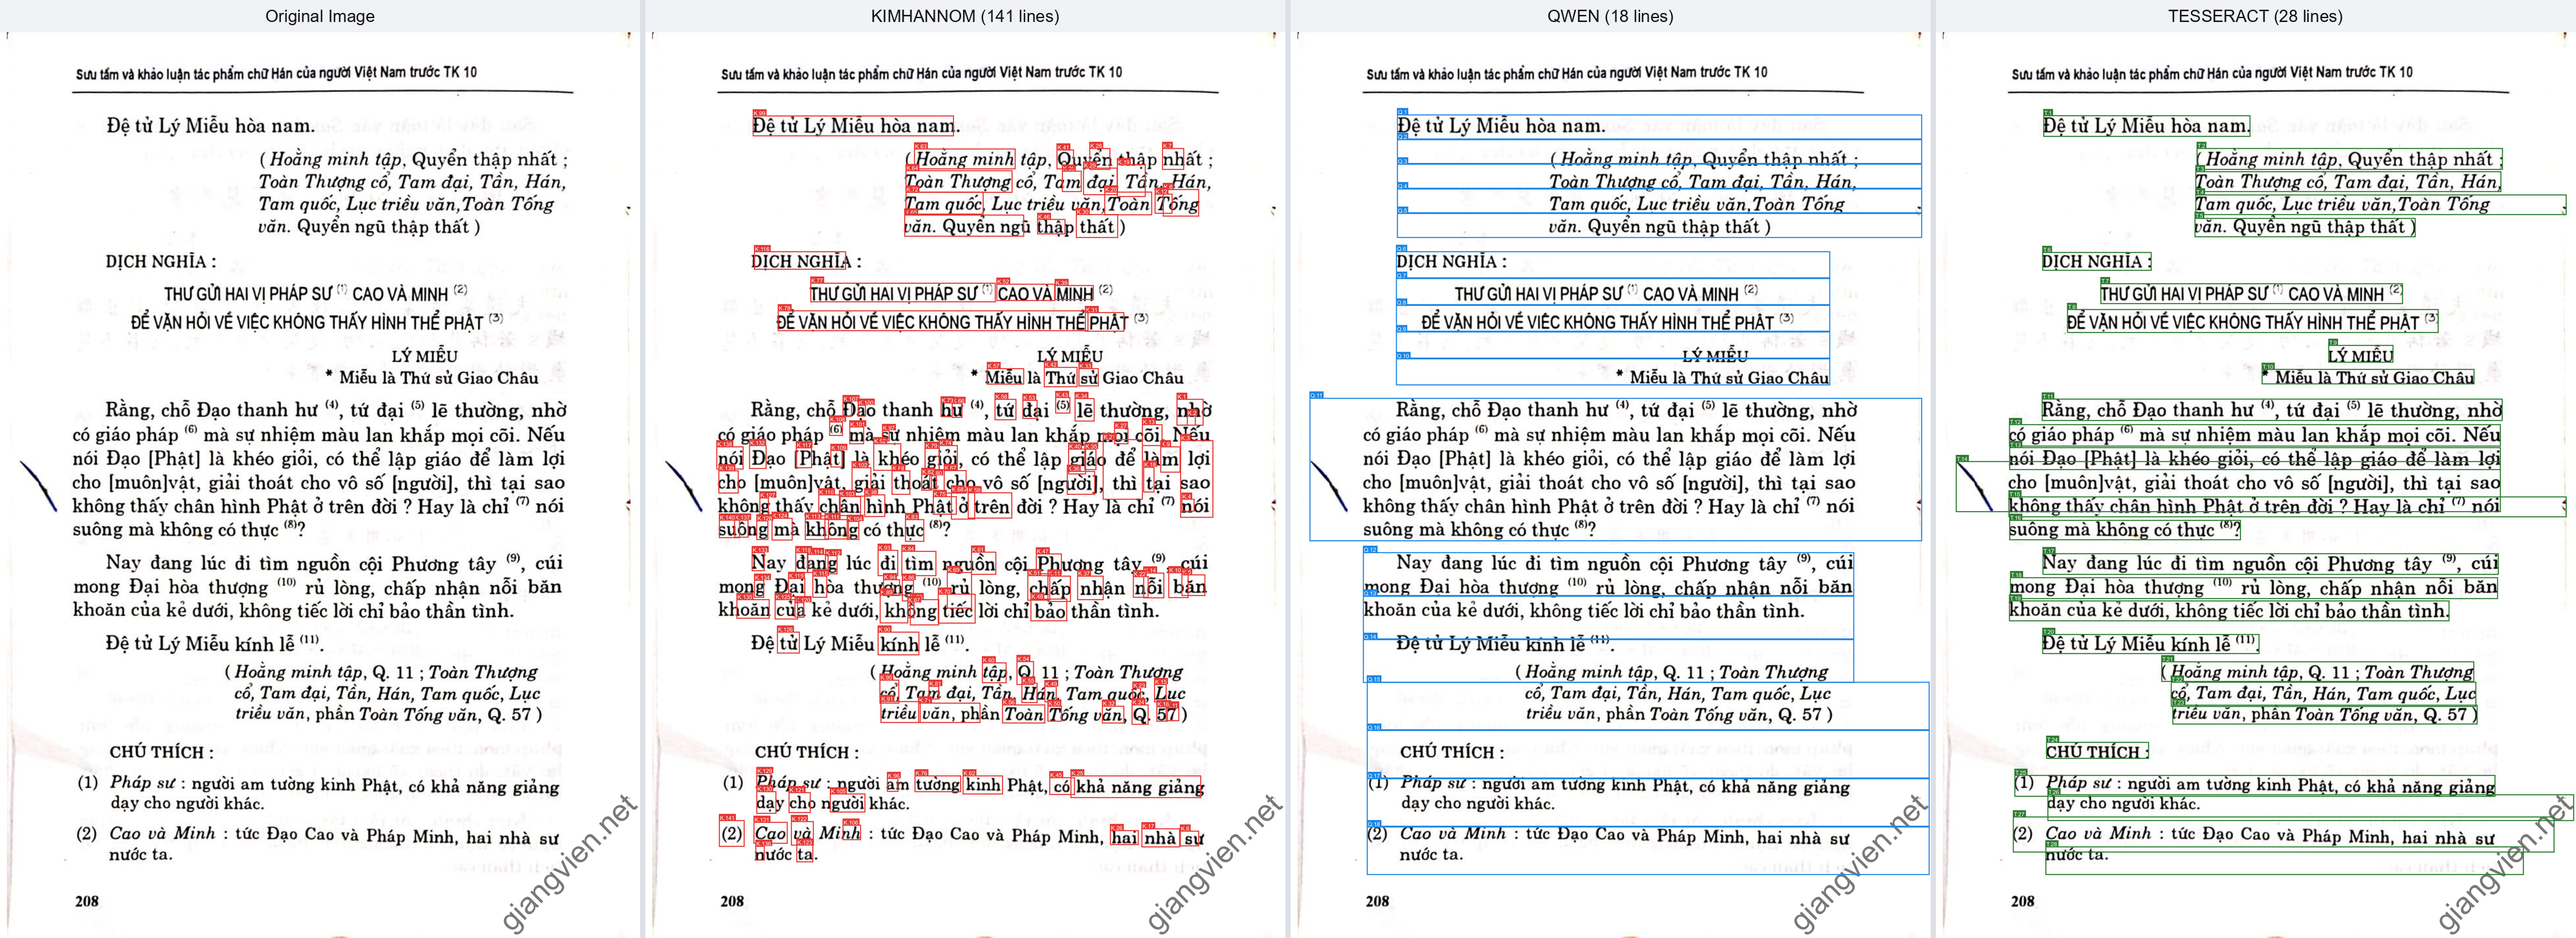 Original Image
KIMHANNOM (141 lines)
QWEN (18 lines)
TESSERACT (28 lines)
Sưu tấm và khảo luận tác phẩm chữ Hán của người Việt Nam trước TK 10
Đệ tử Lý Miễu hòa nam.
( Hoằng minh tập, Quyển thập nhất ;
Toàn Thượng cổ, Tam đại, Tần, Hán,
Tam quốc, Lục triều văn,Toàn Tống
văn. Quyển ngũ thập thất )
DỊCH NGHĨA :
THƯ GỬI HAI VỊ PHÁP SƯ (1) CAO VÀ MINH (2)
ĐỂ VẶN HỎI VỀ VIỆC KHÔNG THẤY HÌNH THỂ PHẬT (3)
LÝ MIỄU
* Miễu là Thứ sử Giao Châu
Rằng, chỗ Đạo thanh hư (4), tứ đại (5) lẽ thường, nhờ
có giáo pháp (6) mà sự nhiệm màu lan khắp mọi cõi. Nếu
nói Đạo [Phật] là khéo giỏi, có thể lập giáo để làm lợi
cho [muôn]vật, giải thoát cho vô số [người], thì tại sao
không thấy chân hình Phật ở trên đời ? Hay là chỉ (7) nói
suông mà không có thực (8)?
Nay đang lúc đi tìm nguồn cội Phương tây (9), cúi
mong Đại hòa thượng (10) rủ lòng, chấp nhận nỗi băn
khoăn của kẻ dưới, không tiếc lời chỉ bảo thần tình.
Đệ tử Lý Miễu kính lễ (11).
( Hoằng minh tập, Q. 11 ; Toàn Thượng
cổ, Tam đại, Tần, Hán, Tam quốc, Lục
triều văn, phần Toàn Tống văn, Q. 57 )
CHÚ THÍCH :
(1) Pháp sư : người am tường kinh Phật, có khả năng giảng
dạy cho người khác.
(2) Cao và Minh : tức Đạo Cao và Pháp Minh, hai nhà sư
nước ta.
208
giangvien.net